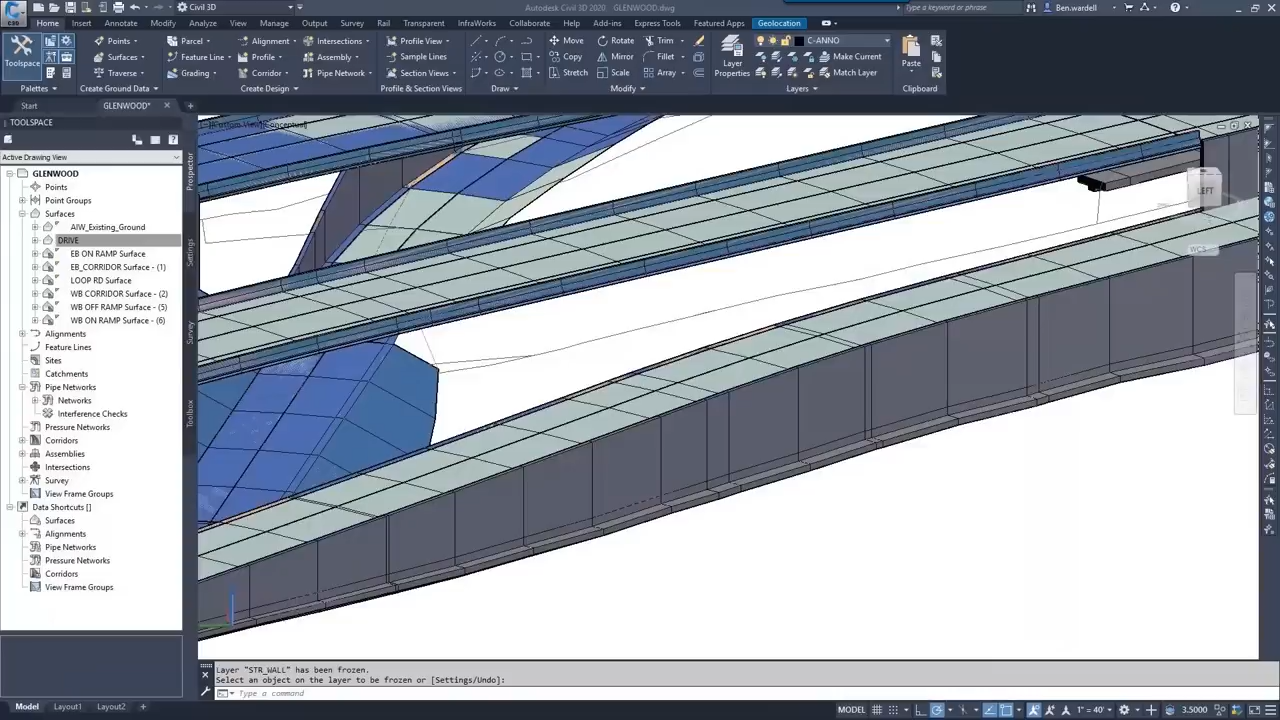 C3D
Civil 3D
Autodesk Civil 3D 2020 GLENWOOD.dwg
Type a keyword or phrase
Ben.wardell
Home Insert Annotate Modify Analyze View Manage Output Survey Rail Transparent InfraWorks Collaborate Help Add-ins Express Tools Featured Apps Geolocation
Points Parcel Alignment Intersections Profile View Move Rotate Trim C-ANNO
Surfaces Feature Line Profile Assembly Sample Lines Copy Mirror Fillet Make Current
Toolspace Traverse Grading Corridor Pipe Network Section Views Stretch Scale Array Layer Properties Match Layer Paste
Palettes Create Ground Data Create Design Profile & Section Views Draw Modify Layers Clipboard
Start GLENWOOD*
TOOLSPACE
Active Drawing View
GLENWOOD
Points
Point Groups
Surfaces
AIW_Existing_Ground
DRIVE
EB ON RAMP Surface
EB_CORRIDOR Surface - (1)
LOOP RD Surface
WB CORRIDOR Surface - (2)
WB OFF RAMP Surface - (5)
WB ON RAMP Surface - (6)
Alignments
Feature Lines
Sites
Catchments
Pipe Networks
Networks
Interference Checks
Pressure Networks
Corridors
Assemblies
Intersections
Survey
View Frame Groups
Data Shortcuts []
Surfaces
Alignments
Pipe Networks
Pressure Networks
Corridors
View Frame Groups
Prospector
Settings
Survey
Toolbox
LEFT
WCS
Layer "STR_WALL" has been frozen.
Select an object on the layer to be frozen or [Settings/Undo]:
Type a command
Model Layout1 Layout2 +
MODEL 1" = 40' 3.5000